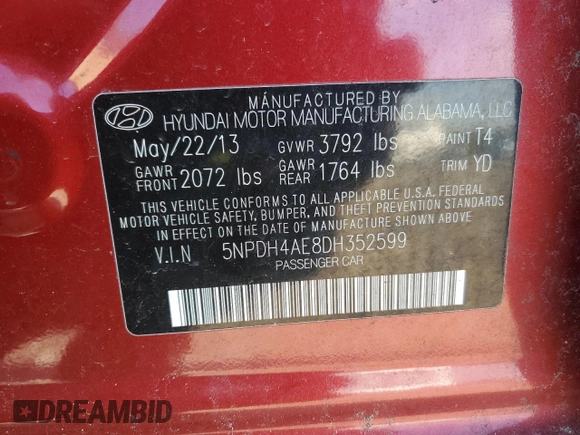 MANUFACTURED BY
HYUNDAI MOTOR MANUFACTURING ALABAMA, LLC
May/22/13 GVWR 3792 lbs PAINT T4
GAWR FRONT 2072 lbs GAWR REAR 1764 lbs TRIM YD
THIS VEHICLE CONFORMS TO ALL APPLICABLE U.S.A. FEDERAL
MOTOR VEHICLE SAFETY, BUMPER, AND THEFT PREVENTION STANDARDS
IN EFFECT ON THE DATE OF MANUFACTURE SHOWN ABOVE.
V.I.N 5NPDH4AE8DH352599
PASSENGER CAR
DREAMBID